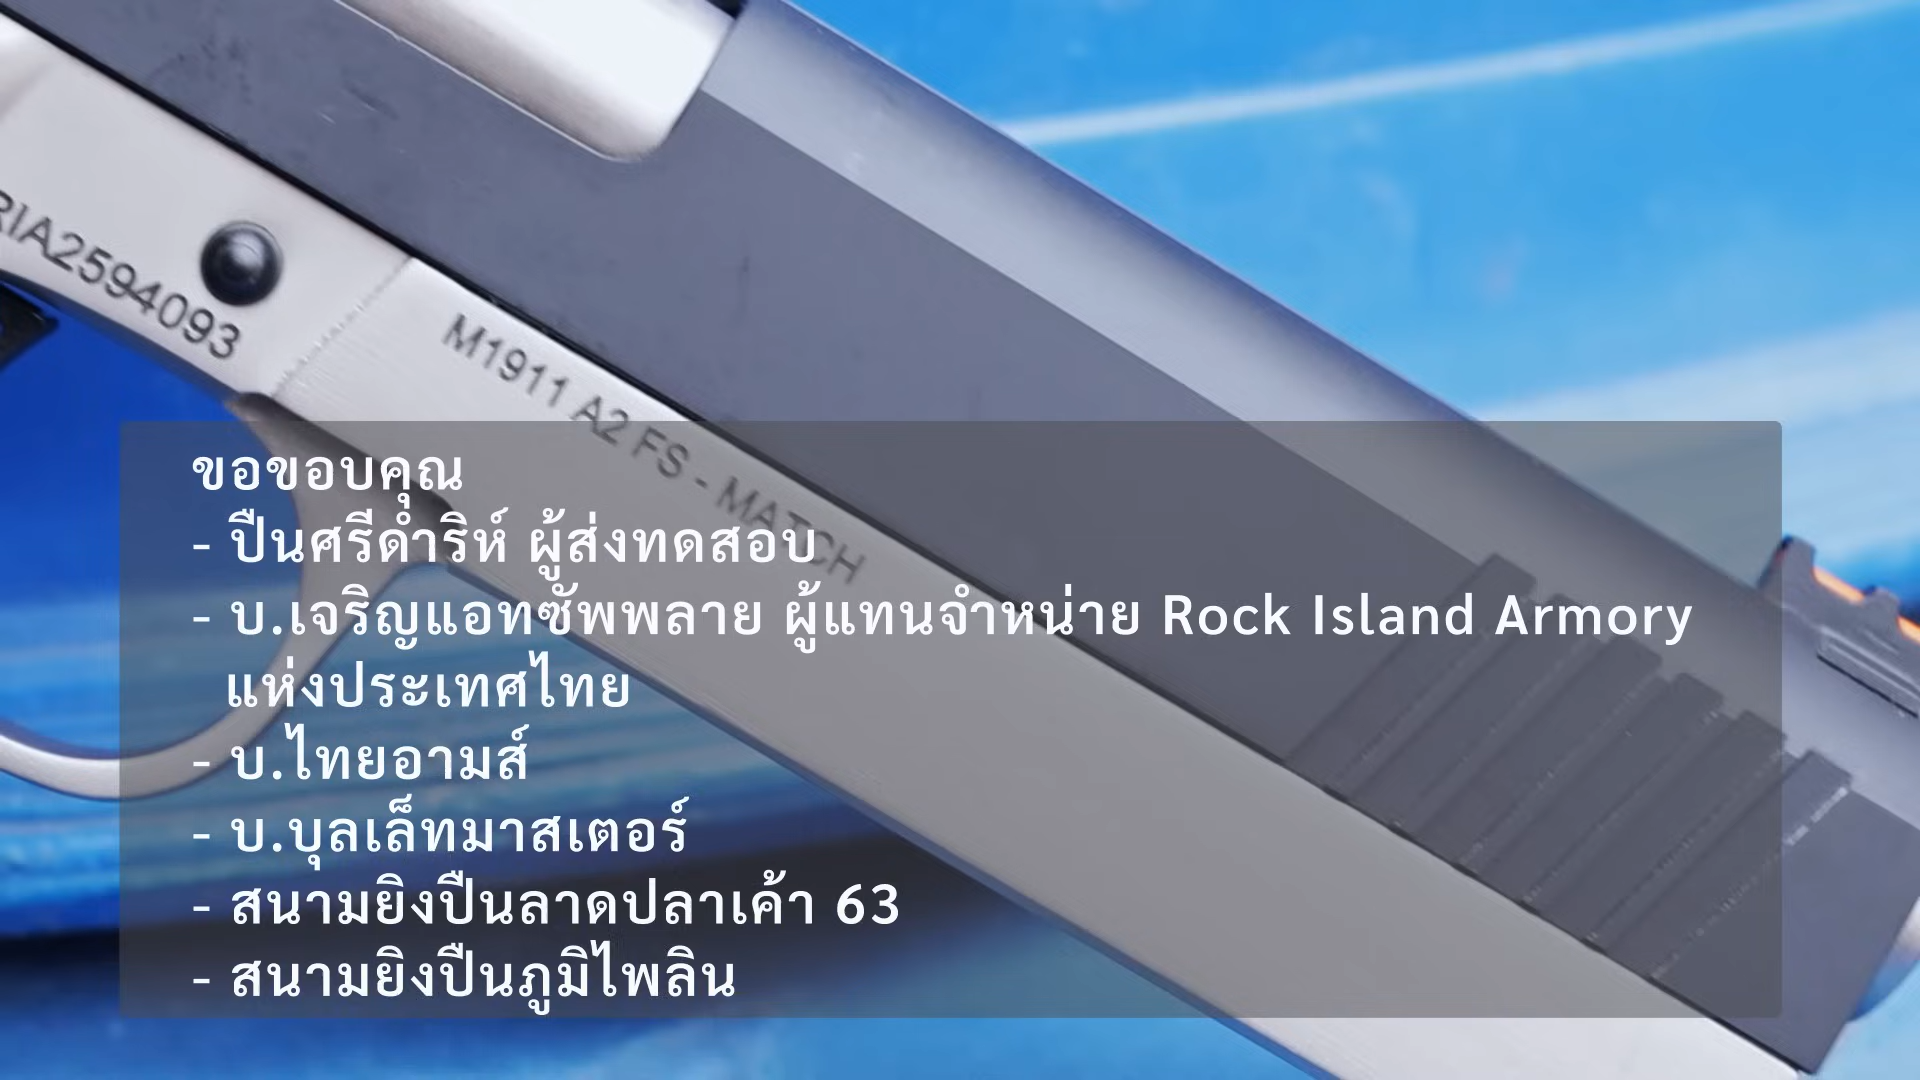 RIA2594093
M1911 A2 FS - MATCH
ขอขอบคุณ
- ปืนศรีดำริห์ ผู้ส่งทดสอบ
- บ.เจริญแอทซัพพลาย ผู้แทนจำหน่าย Rock Island Armory
แห่งประเทศไทย
- บ.ไทยอามส์
- บ.บุลเล็ทมาสเตอร์
- สนามยิงปืนลาดปลาเค้า 63
- สนามยิงปืนภูมิไพลิน